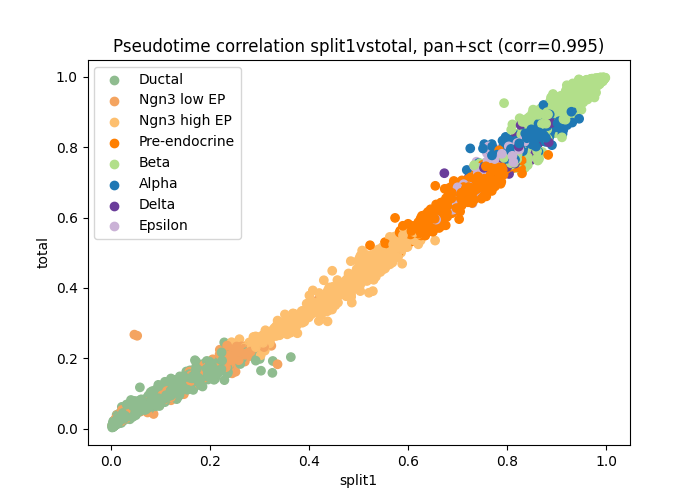 Pseudotime correlation split1vstotal, pan+sct (corr=0.995)
Ductal
Ngn3 low EP
Ngn3 high EP
Pre-endocrine
Beta
Alpha
Delta
Epsilon
total
1.0
0.8
0.6
0.4
0.2
0.0
0.0 0.2 0.4 0.6 0.8 1.0
split1